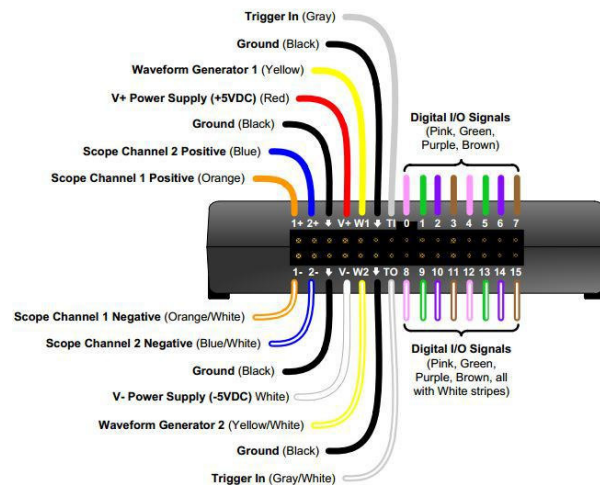 Trigger In (Gray)
Ground (Black)
Waveform Generator 1 (Yellow)
V+ Power Supply (+5VDC) (Red)
Ground (Black)
Scope Channel 2 Positive (Blue)
Scope Channel 1 Positive (Orange)
Digital I/O Signals
(Pink, Green,
Purple, Brown)
1+ 2+ V+ W1 TI 0 1 2 3 4 5 6 7
1- 2- V- W2 TO 8 9 10 11 12 13 14 15
Scope Channel 1 Negative (Orange/White)
Scope Channel 2 Negative (Blue/White)
Ground (Black)
V- Power Supply (-5VDC) White)
Waveform Generator 2 (Yellow/White)
Ground (Black)
Trigger In (Gray/White)
Digital I/O Signals
(Pink, Green,
Purple, Brown, all
with White stripes)